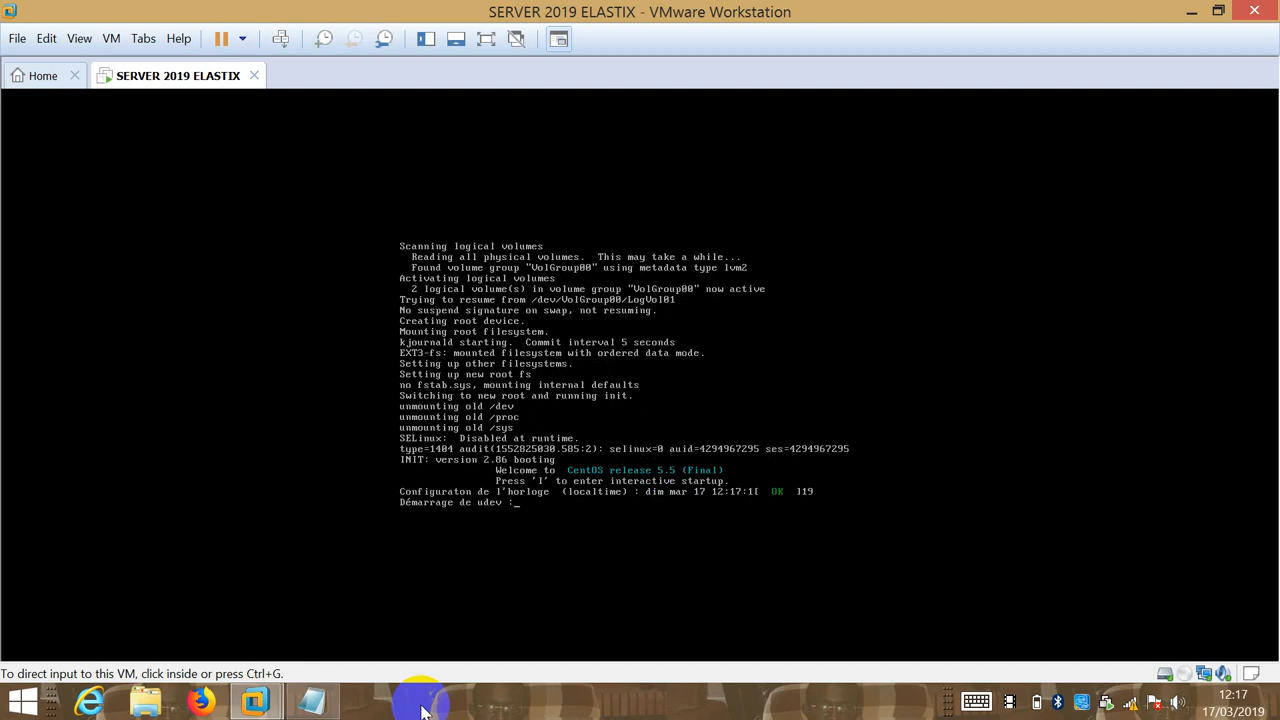 SERVER 2019 ELASTIX - VMware Workstation
File Edit View VM Tabs Help
Home SERVER 2019 ELASTIX
Scanning logical volumes
Reading all physical volumes.  This may take a while...
Found volume group "VolGroup00" using metadata type lvm2
Activating logical volumes
2 logical volume(s) in volume group "VolGroup00" now active
Trying to resume from /dev/VolGroup00/LogVol01
No suspend signature on swap, not resuming.
Creating root device.
Mounting root filesystem.
kjournald starting.  Commit interval 5 seconds
EXT3-fs: mounted filesystem with ordered data mode.
Setting up other filesystems.
Setting up new root fs
no fstab.sys, mounting internal defaults
Switching to new root and running init.
unmounting old /dev
unmounting old /proc
unmounting old /sys
SELinux:  Disabled at runtime.
type=1404 audit(1552825030.585:2): selinux=0 auid=4294967295 ses=4294967295
INIT: version 2.86 booting
Welcome to  CentOS release 5.5 (Final)
Press 'I' to enter interactive startup.
Configuraton de l'horloge  (localtime) : dim mar 17 12:17:1[  OK  ]19
Démarrage de udev :_
To direct input to this VM, click inside or press Ctrl+G.
12:17
17/03/2019